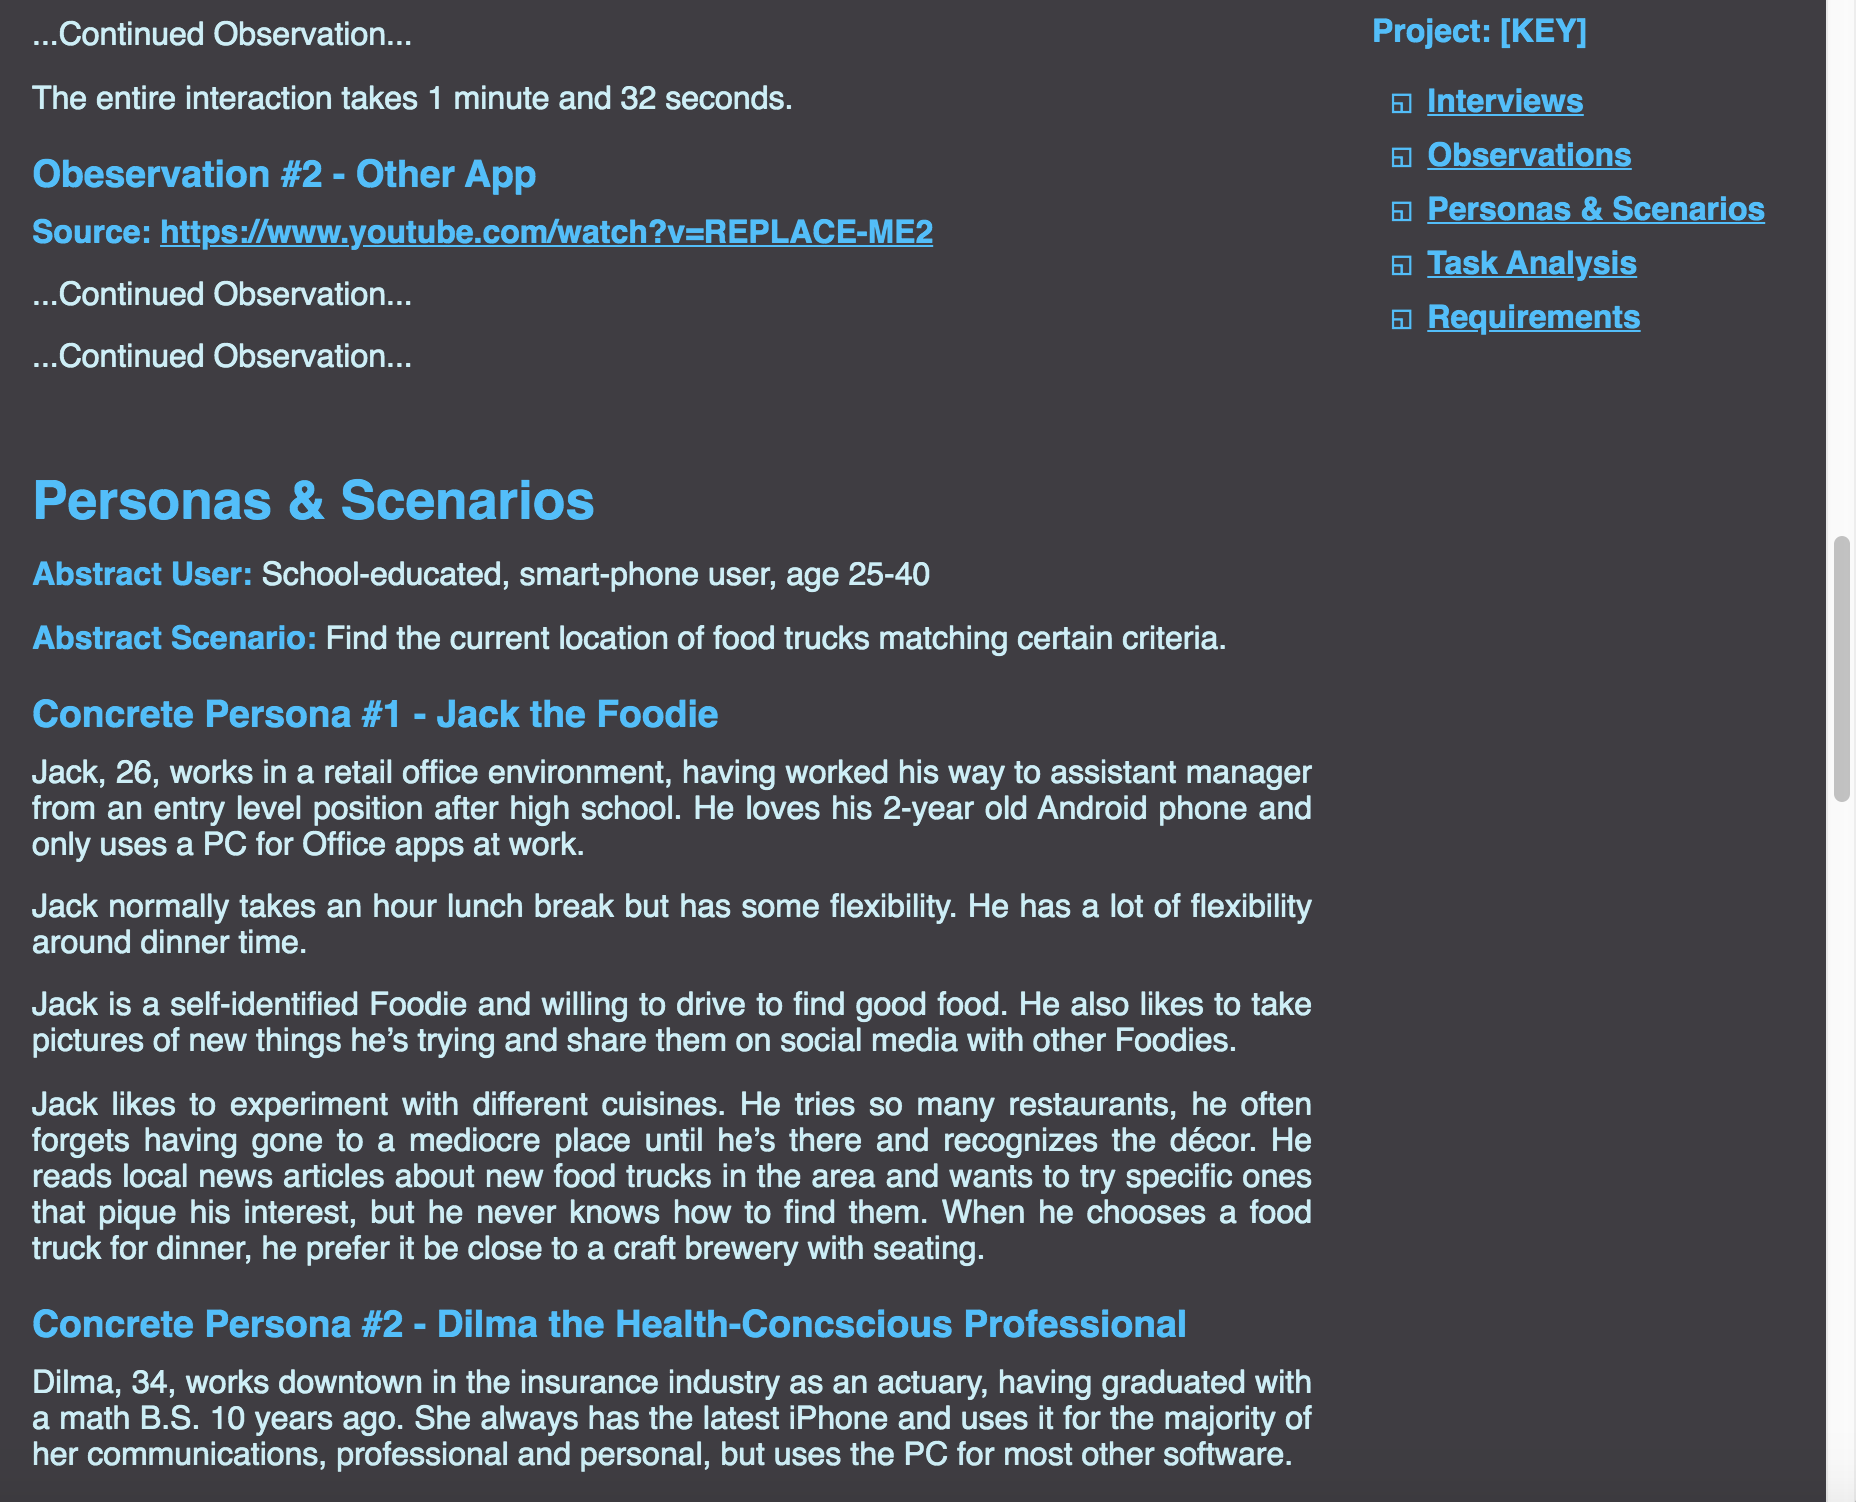 ...Continued Observation...
The entire interaction takes 1 minute and 32 seconds.
Obeservation #2 - Other App
Source: https://www.youtube.com/watch?v=REPLACE-ME2
...Continued Observation...
...Continued Observation...
Personas & Scenarios
Abstract User: School-educated, smart-phone user, age 25-40
Abstract Scenario: Find the current location of food trucks matching certain criteria.
Concrete Persona #1 - Jack the Foodie
Jack, 26, works in a retail office environment, having worked his way to assistant manager
from an entry level position after high school. He loves his 2-year old Android phone and
only uses a PC for Office apps at work.
Jack normally takes an hour lunch break but has some flexibility. He has a lot of flexibility
around dinner time.
Jack is a self-identified Foodie and willing to drive to find good food. He also likes to take
pictures of new things he’s trying and share them on social media with other Foodies.
Jack likes to experiment with different cuisines. He tries so many restaurants, he often
forgets having gone to a mediocre place until he’s there and recognizes the décor. He
reads local news articles about new food trucks in the area and wants to try specific ones
that pique his interest, but he never knows how to find them. When he chooses a food
truck for dinner, he prefer it be close to a craft brewery with seating.
Concrete Persona #2 - Dilma the Health-Concscious Professional
Dilma, 34, works downtown in the insurance industry as an actuary, having graduated with
a math B.S. 10 years ago. She always has the latest iPhone and uses it for the majority of
her communications, professional and personal, but uses the PC for most other software.
Project: [KEY]
Interviews
Observations
Personas & Scenarios
Task Analysis
Requirements